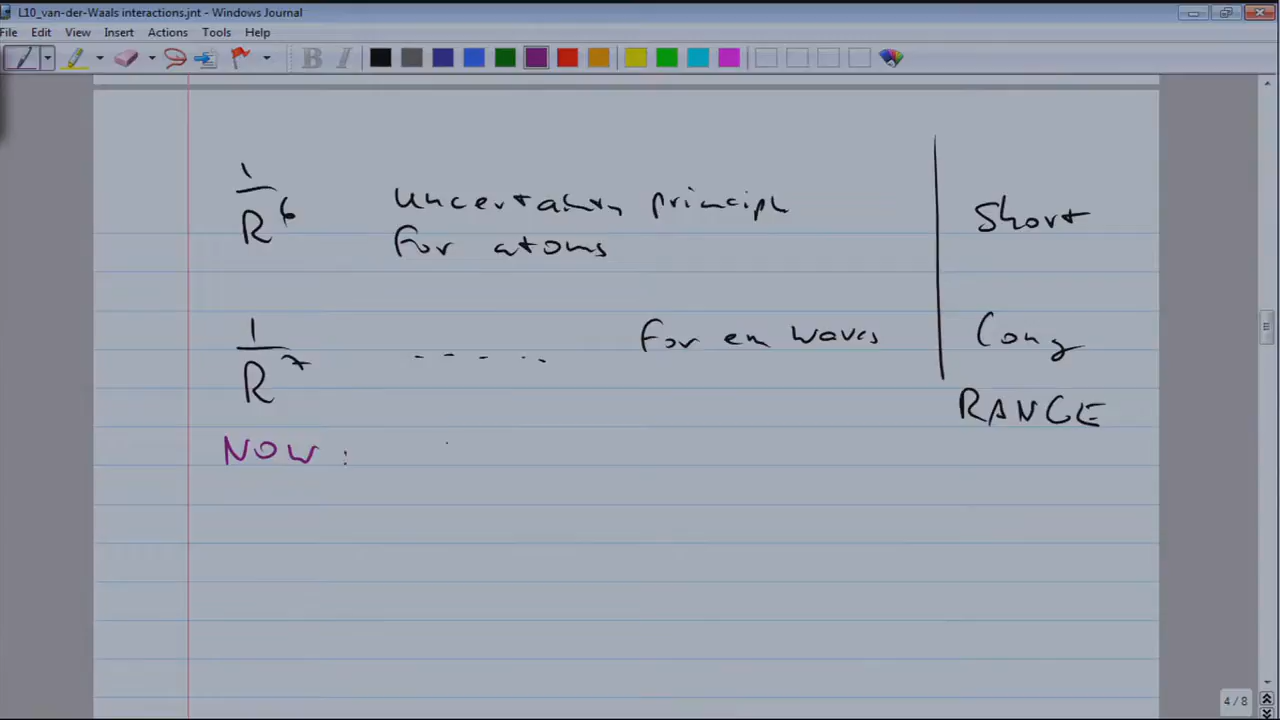 L10_van-der-Waals interactions.jnt - Windows Journal
File Edit View Insert Actions Tools Help
1/R^6 Uncertainty principle Short
for atoms
1/R^7 - - - - - - for em waves Long
RANGE
NOW :
4 / 8